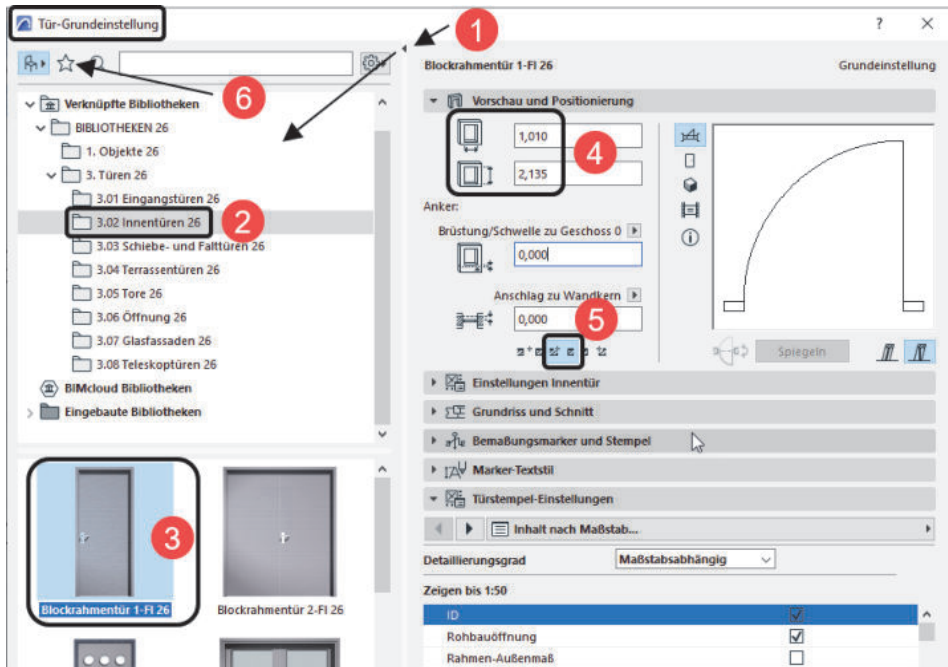 Tür-Grundeinstellung
1
6
Verknüpfte Bibliotheken
BIBLIOTHEKEN 26
1. Objekte 26
3. Türen 26
3.01 Eingangstüren 26
3.02 Innentüren 26
2
3.03 Schiebe- und Falttüren 26
3.04 Terrassentüren 26
3.05 Tore 26
3.06 Öffnung 26
3.07 Glasfassaden 26
3.08 Teleskoptüren 26
BIMcloud Bibliotheken
Eingebaute Bibliotheken
3
Blockrahmentür 1-Fl 26
Blockrahmentür 2-Fl 26
Blockrahmentür 1-Fl 26
Grundeinstellung
Vorschau und Positionierung
1,010
4
2,135
Anker:
Brüstung/Schwelle zu Geschoss 0
0,000
Anschlag zu Wandkern
0,000
5
Spiegeln
Einstellungen Innentür
Grundriss und Schnitt
Bemaßungsmarker und Stempel
Marker-Textstil
Türstempel-Einstellungen
Inhalt nach Maßstab...
Detaillierungsgrad
Maßstabsabhängig
Zeigen bis 1:50
ID
Rohbauöffnung
Rahmen-Außenmaß